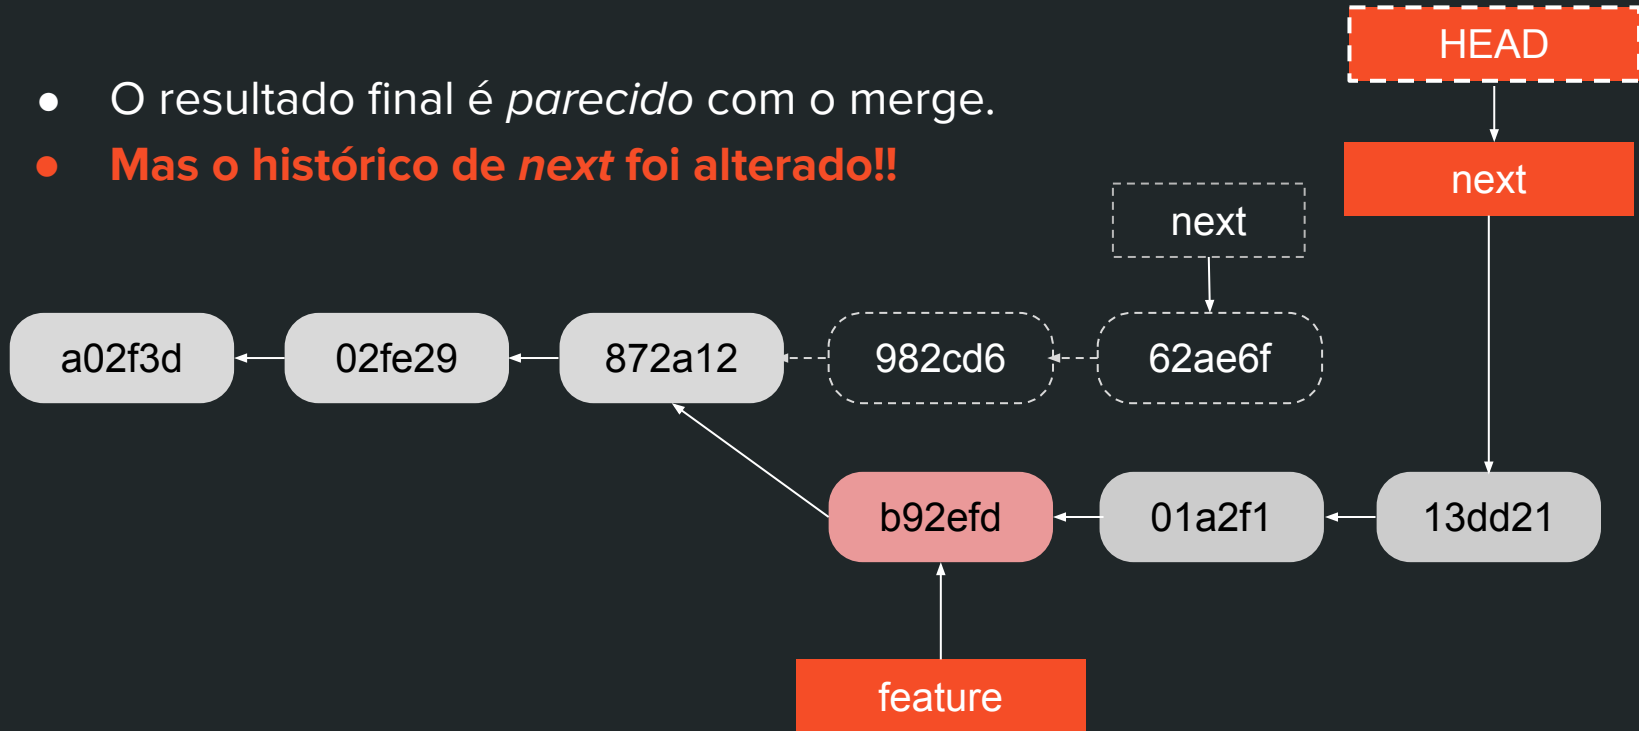 HEAD
● O resultado final é parecido com o merge.
● Mas o histórico de next foi alterado!!
next
next
a02f3d
02fe29
872a12
982cd6
62ae6f
b92efd
01a2f1
13dd21
feature